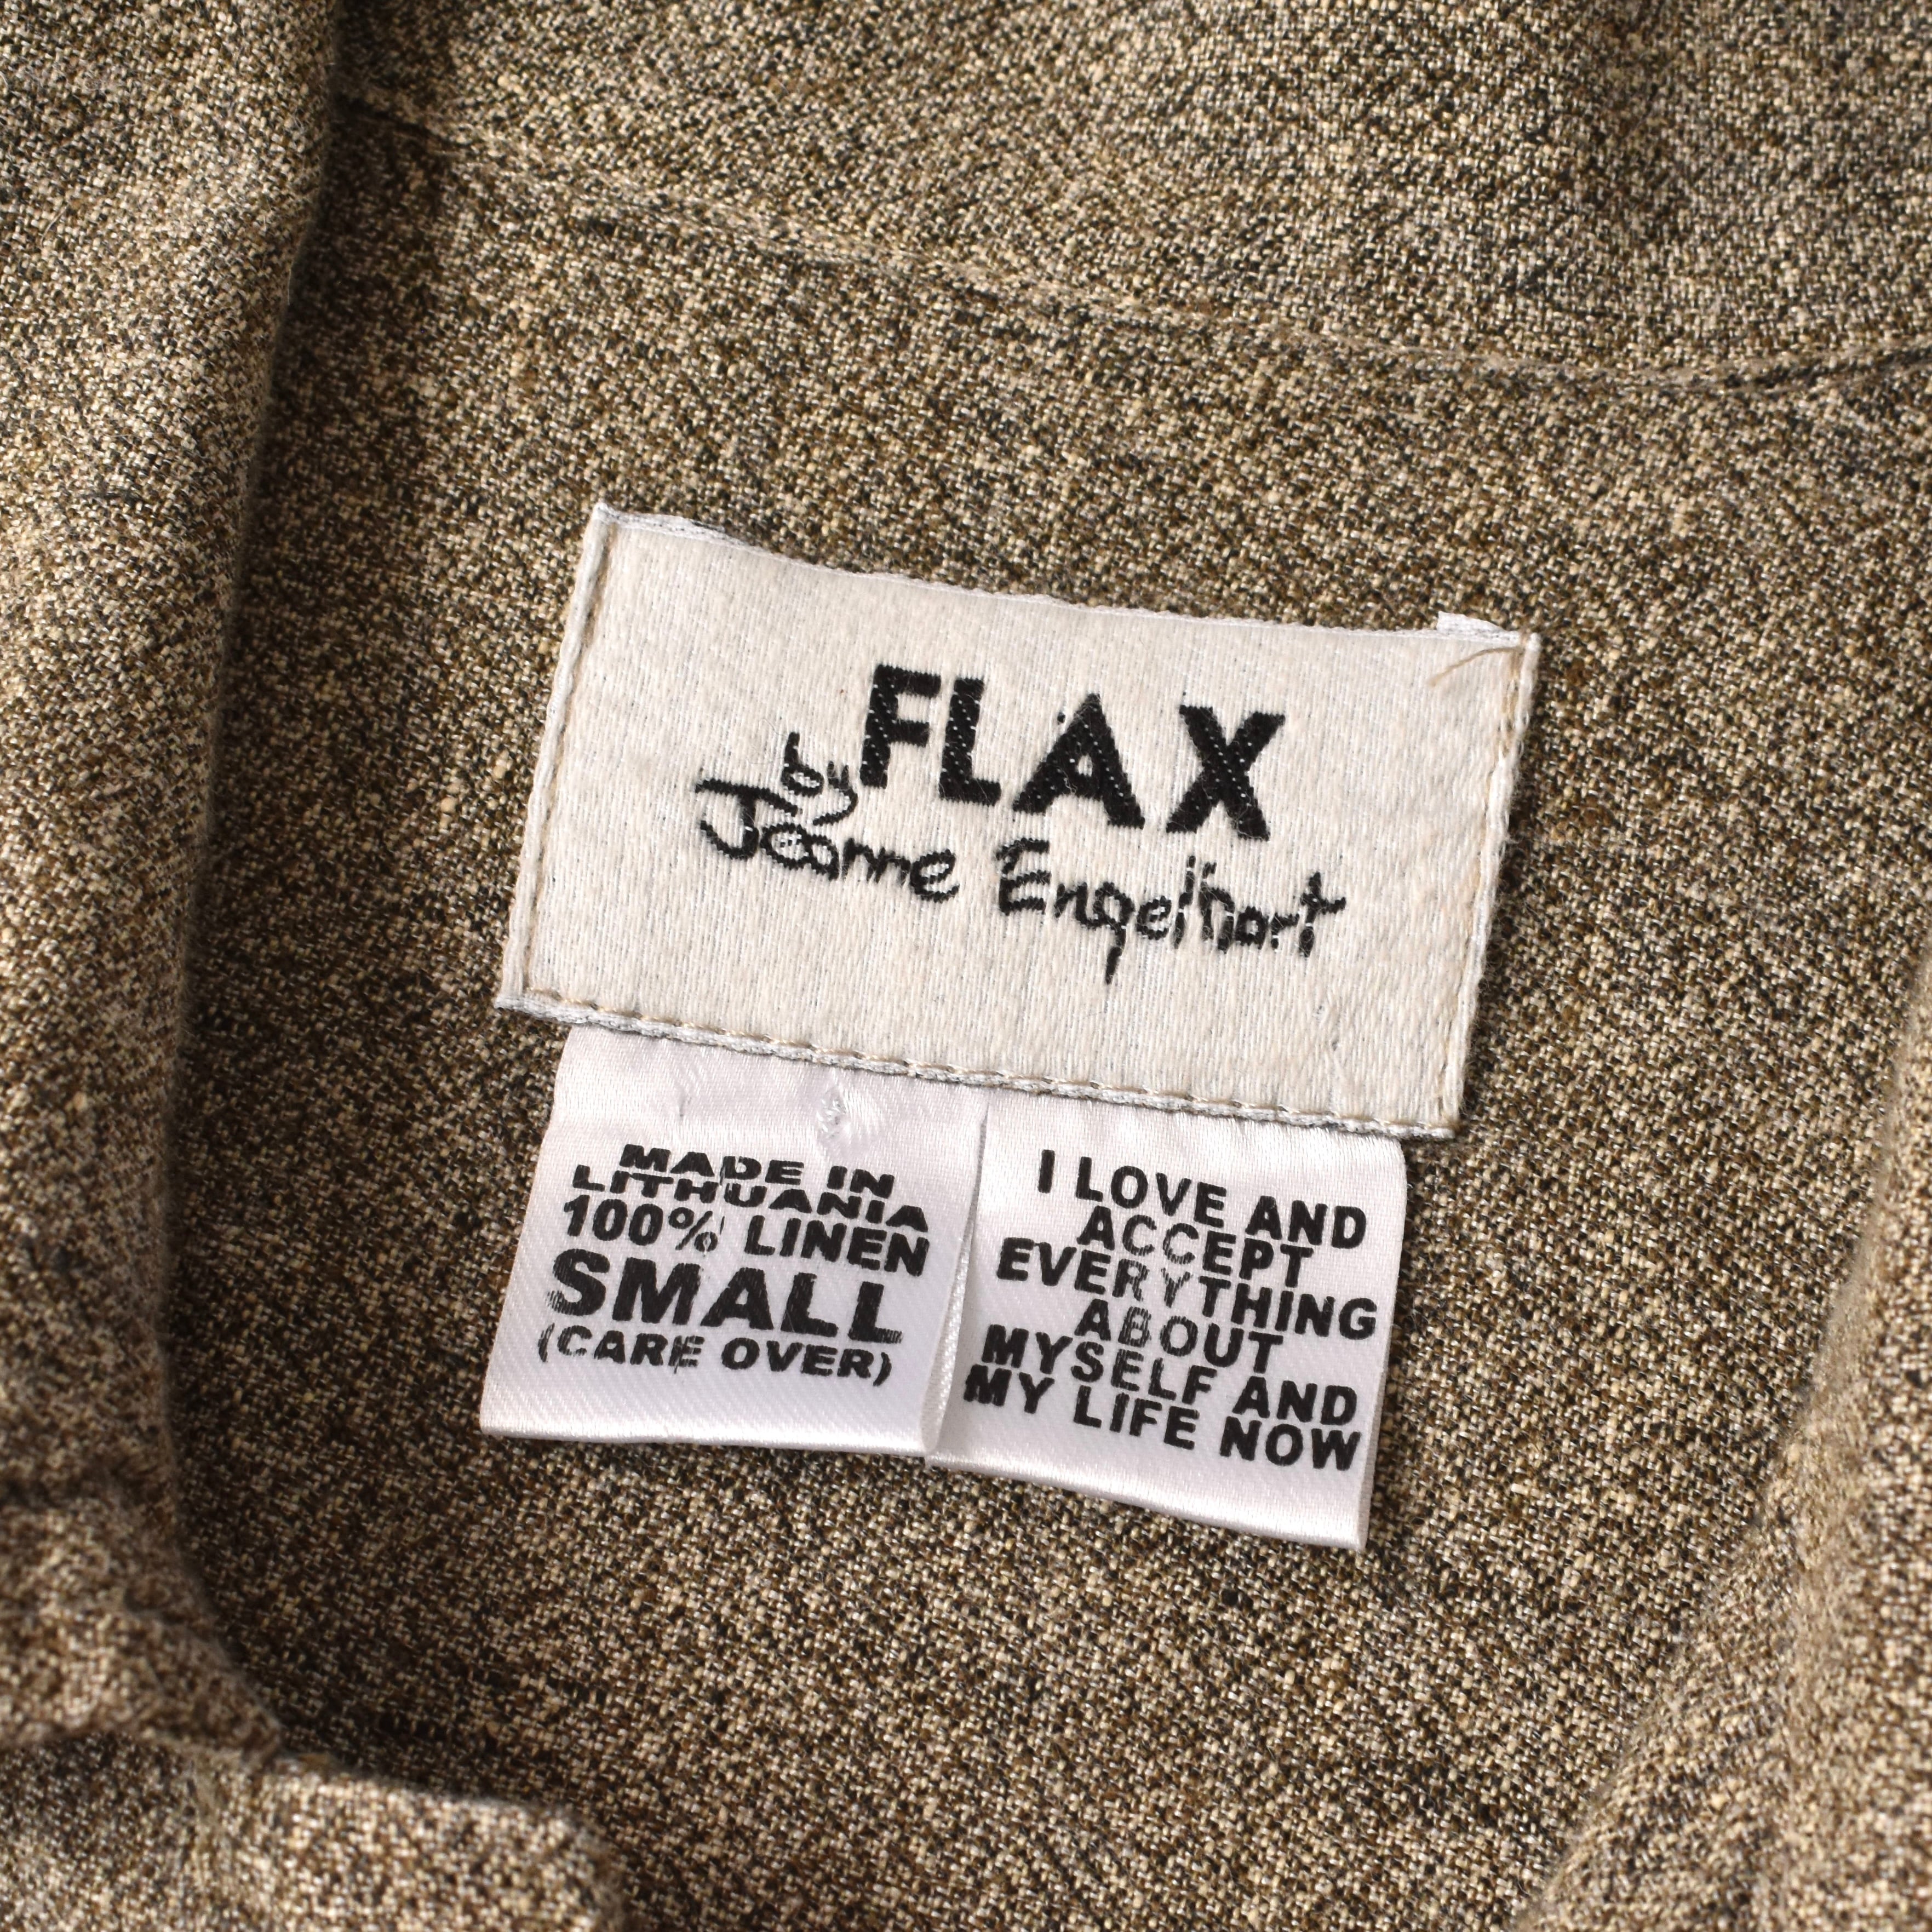 FLAX
by
Jeanne Engelhart
MADE IN
LITHUANIA
100% LINEN
SMALL
(CARE OVER)
I LOVE AND
ACCEPT
EVERYTHING
ABOUT
MYSELF AND
MY LIFE NOW